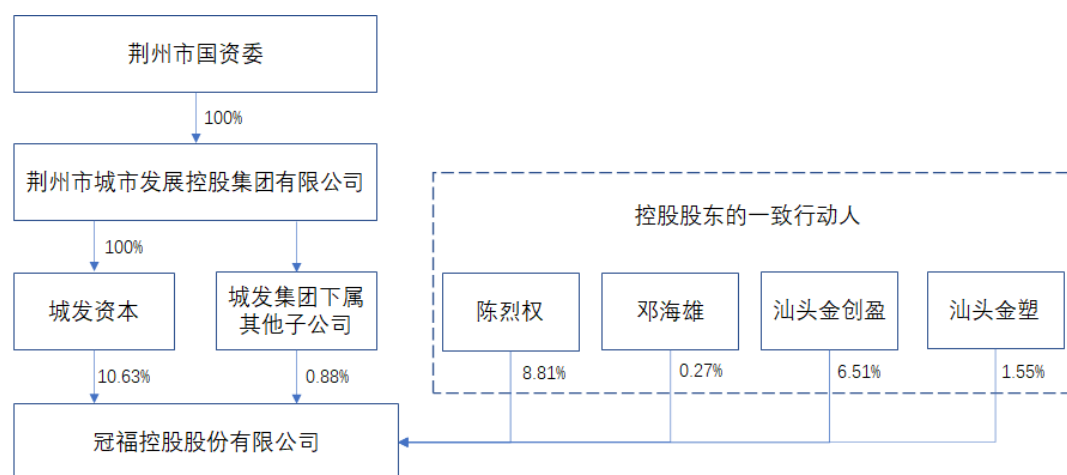 荆州市国资委
100%
荆州市城市发展控股集团有限公司
控股股东的一致行动人
100%
城发资本
城发集团下属
其他子公司
陈烈权
邓海雄
汕头金创盈
汕头金塑
10.63%
0.88%
8.81%
0.27%
6.51%
1.55%
冠福控股股份有限公司